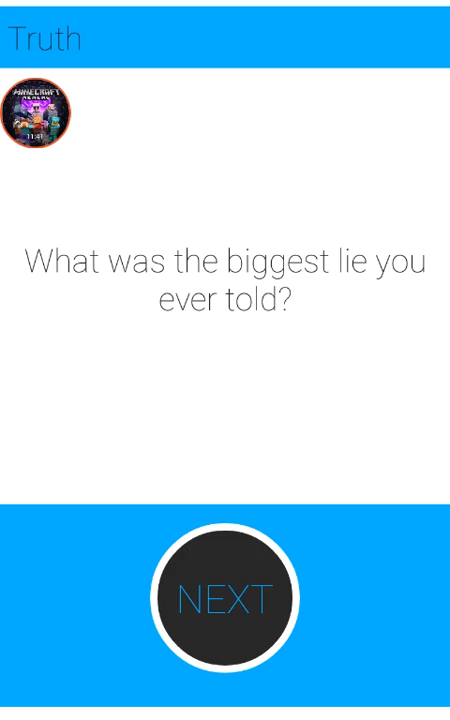 Truth
MINECRAFT
11:41
What was the biggest lie you
ever told?
NEXT